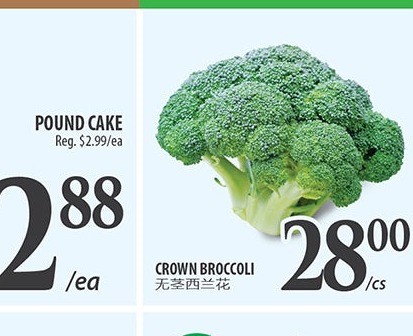 POUND CAKE
Reg. $2.99/ea
2 88
/ea
CROWN BROCCOLI
无茎西兰花
28 00
/cs